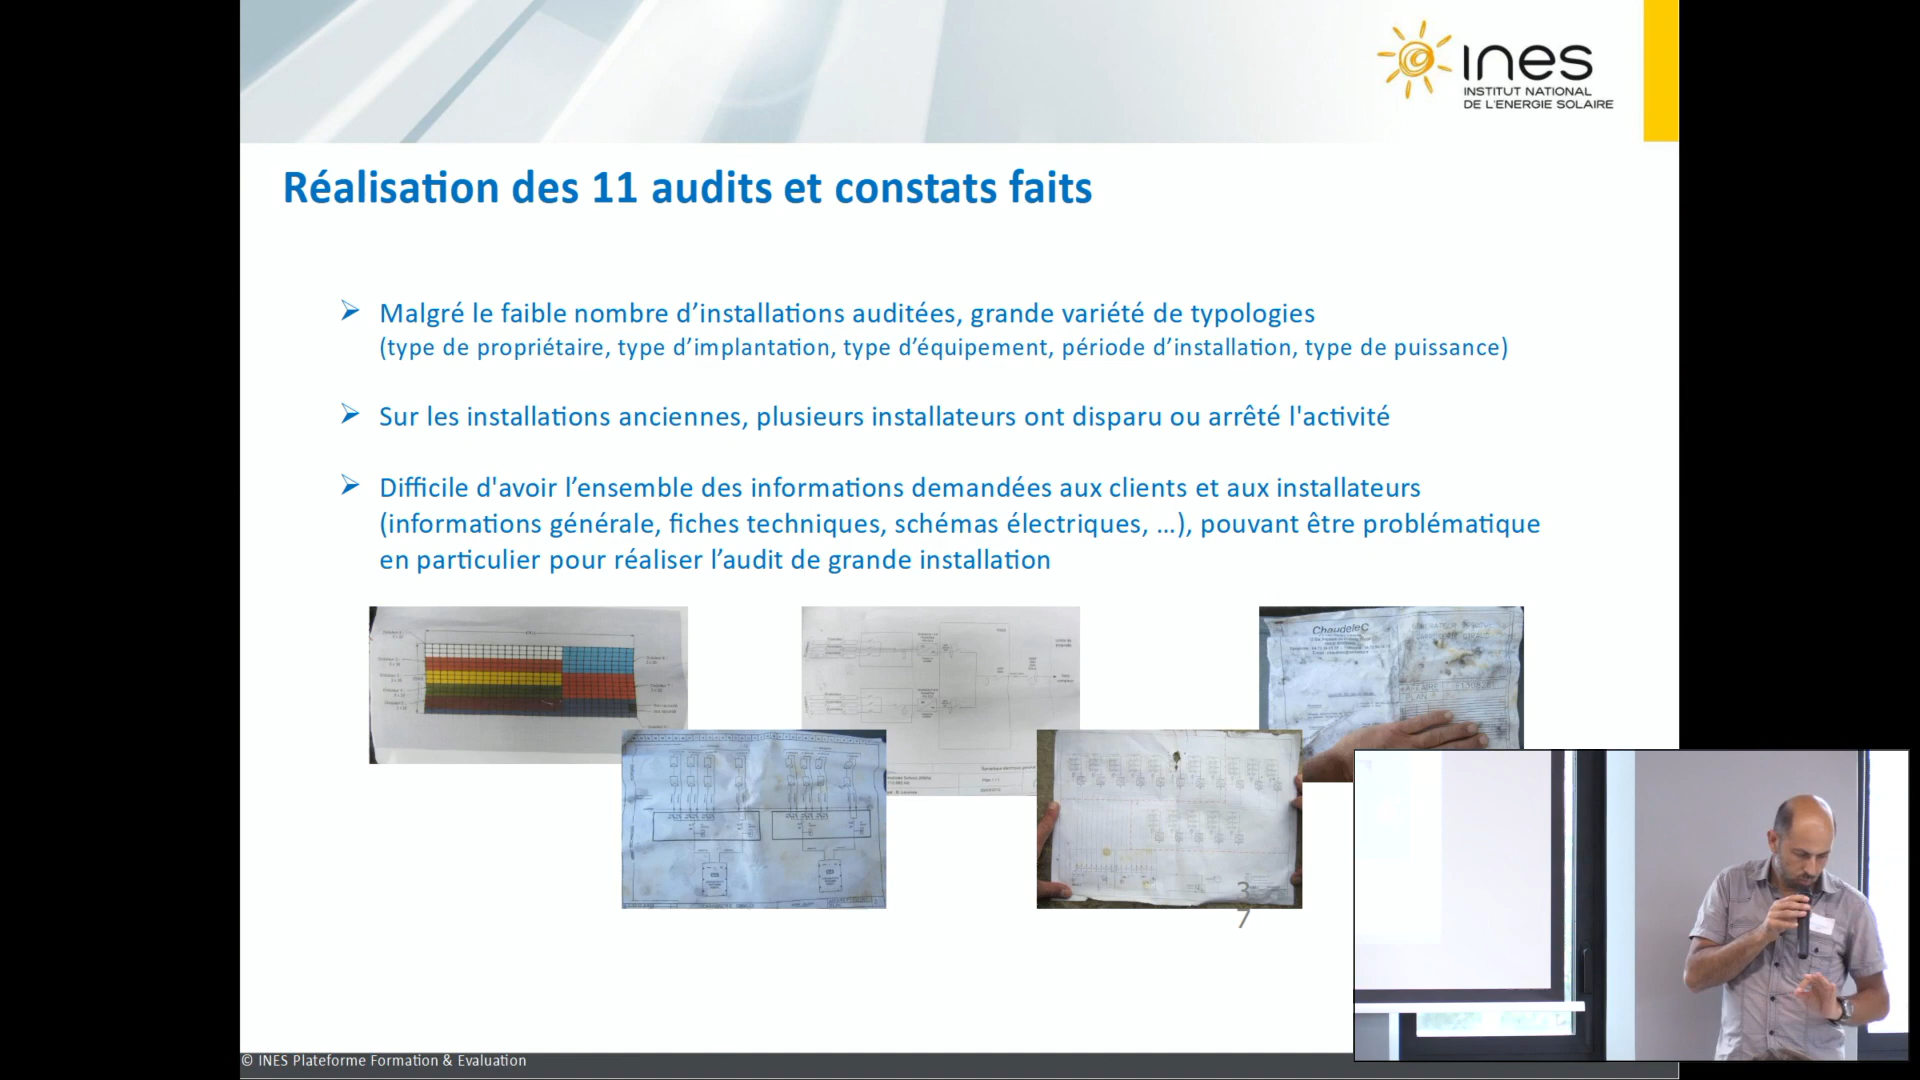 ines
INSTITUT NATIONAL
DE L'ENERGIE SOLAIRE
Réalisation des 11 audits et constats faits
Malgré le faible nombre d’installations auditées, grande variété de typologies
(type de propriétaire, type d’implantation, type d’équipement, période d’installation, type de puissance)
Sur les installations anciennes, plusieurs installateurs ont disparu ou arrêté l'activité
Difficile d'avoir l’ensemble des informations demandées aux clients et aux installateurs
(informations générale, fiches techniques, schémas électriques, …), pouvant être problématique
en particulier pour réaliser l’audit de grande installation
ChaudeleC
3
7
© INES Plateforme Formation & Evaluation